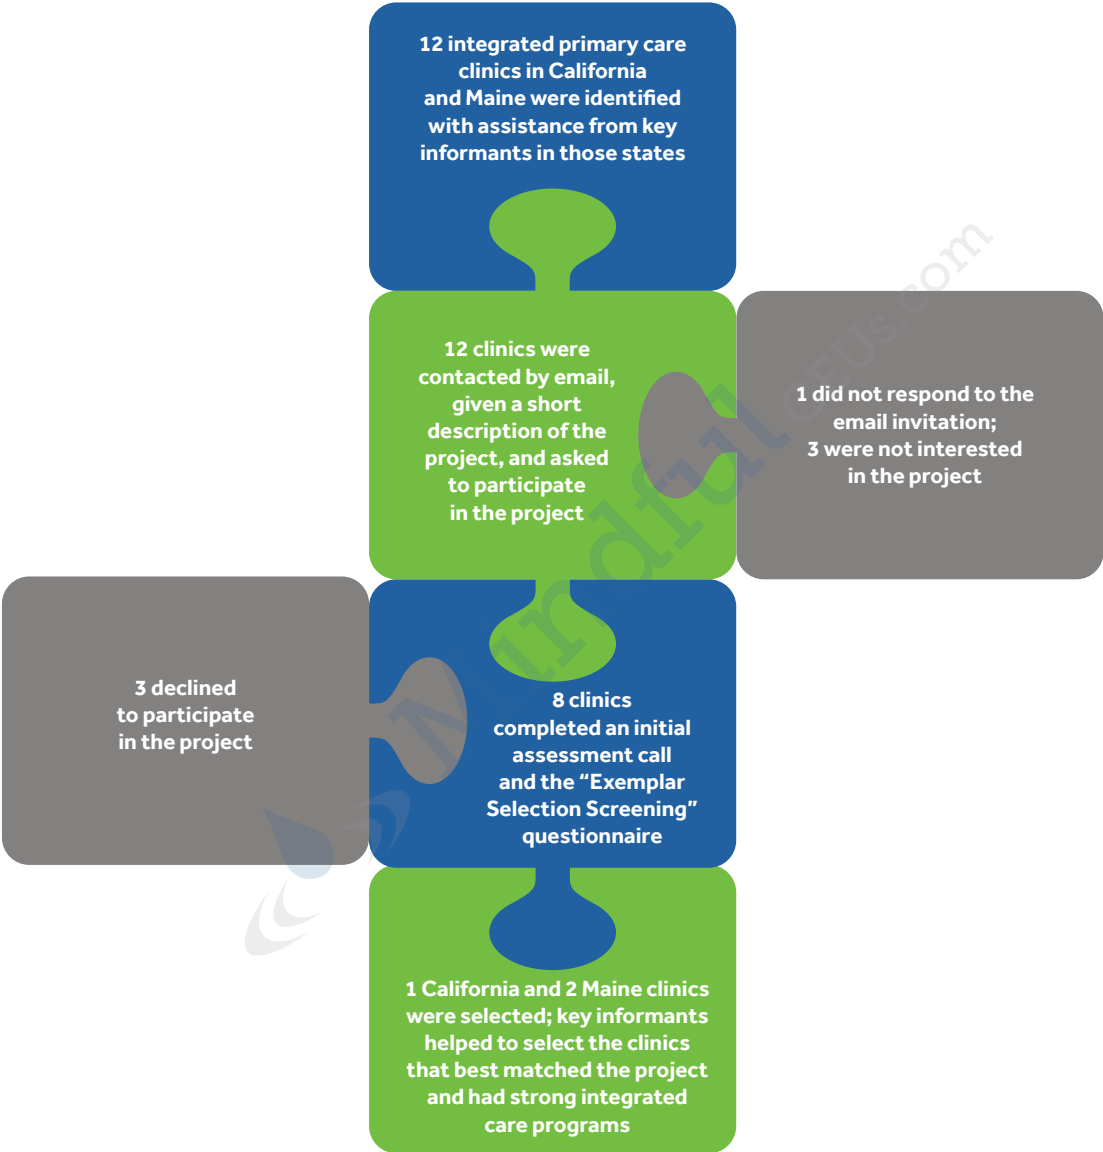 12 integrated primary care
clinics in California
and Maine were identified
with assistance from key
informants in those states
12 clinics were
contacted by email,
given a short
description of the
project, and asked
to participate
in the project
1 did not respond to the
email invitation;
3 were not interested
in the project
3 declined
to participate
in the project
8 clinics
completed an initial
assessment call
and the “Exemplar
Selection Screening”
questionnaire
1 California and 2 Maine clinics
were selected; key informants
helped to select the clinics
that best matched the project
and had strong integrated
care programs
MindfulCEUs.com